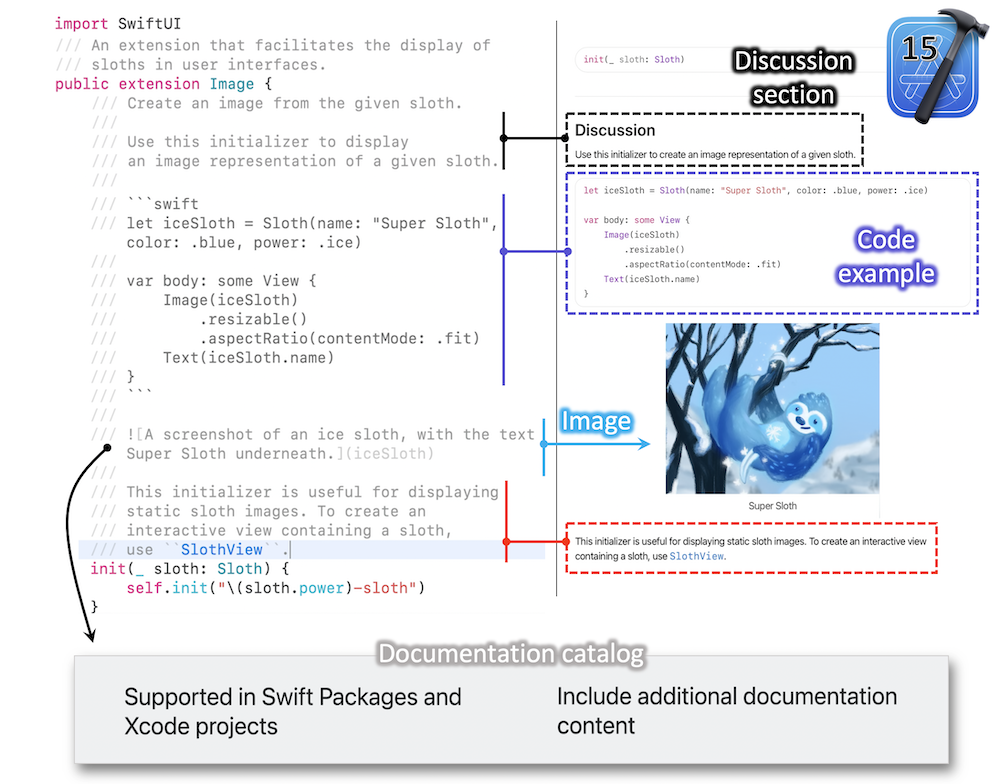 import SwiftUI
/// An extension that facilitates the display of
/// sloths in user interfaces.
public extension Image {
/// Create an image from the given sloth.
///
/// Use this initializer to display
/// an image representation of a given sloth.
///
/// ```swift
/// let iceSloth = Sloth(name: "Super Sloth",
color: .blue, power: .ice)
///
/// var body: some View {
/// Image(iceSloth)
/// .resizable()
/// .aspectRatio(contentMode: .fit)
/// Text(iceSloth.name)
/// }
/// ```
///
/// ![A screenshot of an ice sloth, with the text
Super Sloth underneath.](iceSloth)
///
/// This initializer is useful for displaying
/// static sloth images. To create an
/// interactive view containing a sloth,
/// use ``SlothView``.
init(_ sloth: Sloth) {
self.init("\(sloth.power)-sloth")
}
init(_ sloth: Sloth)
Discussion
section
15
Discussion
Use this initializer to create an image representation of a given sloth.
let iceSloth = Sloth(name: "Super Sloth", color: .blue, power: .ice)
var body: some View {
Image(iceSloth)
.resizable()
.aspectRatio(contentMode: .fit)
Text(iceSloth.name)
}
Code
example
Image
Super Sloth
This initializer is useful for displaying static sloth images. To create an interactive view
containing a sloth, use SlothView.
Documentation catalog
Supported in Swift Packages and
Xcode projects
Include additional documentation
content